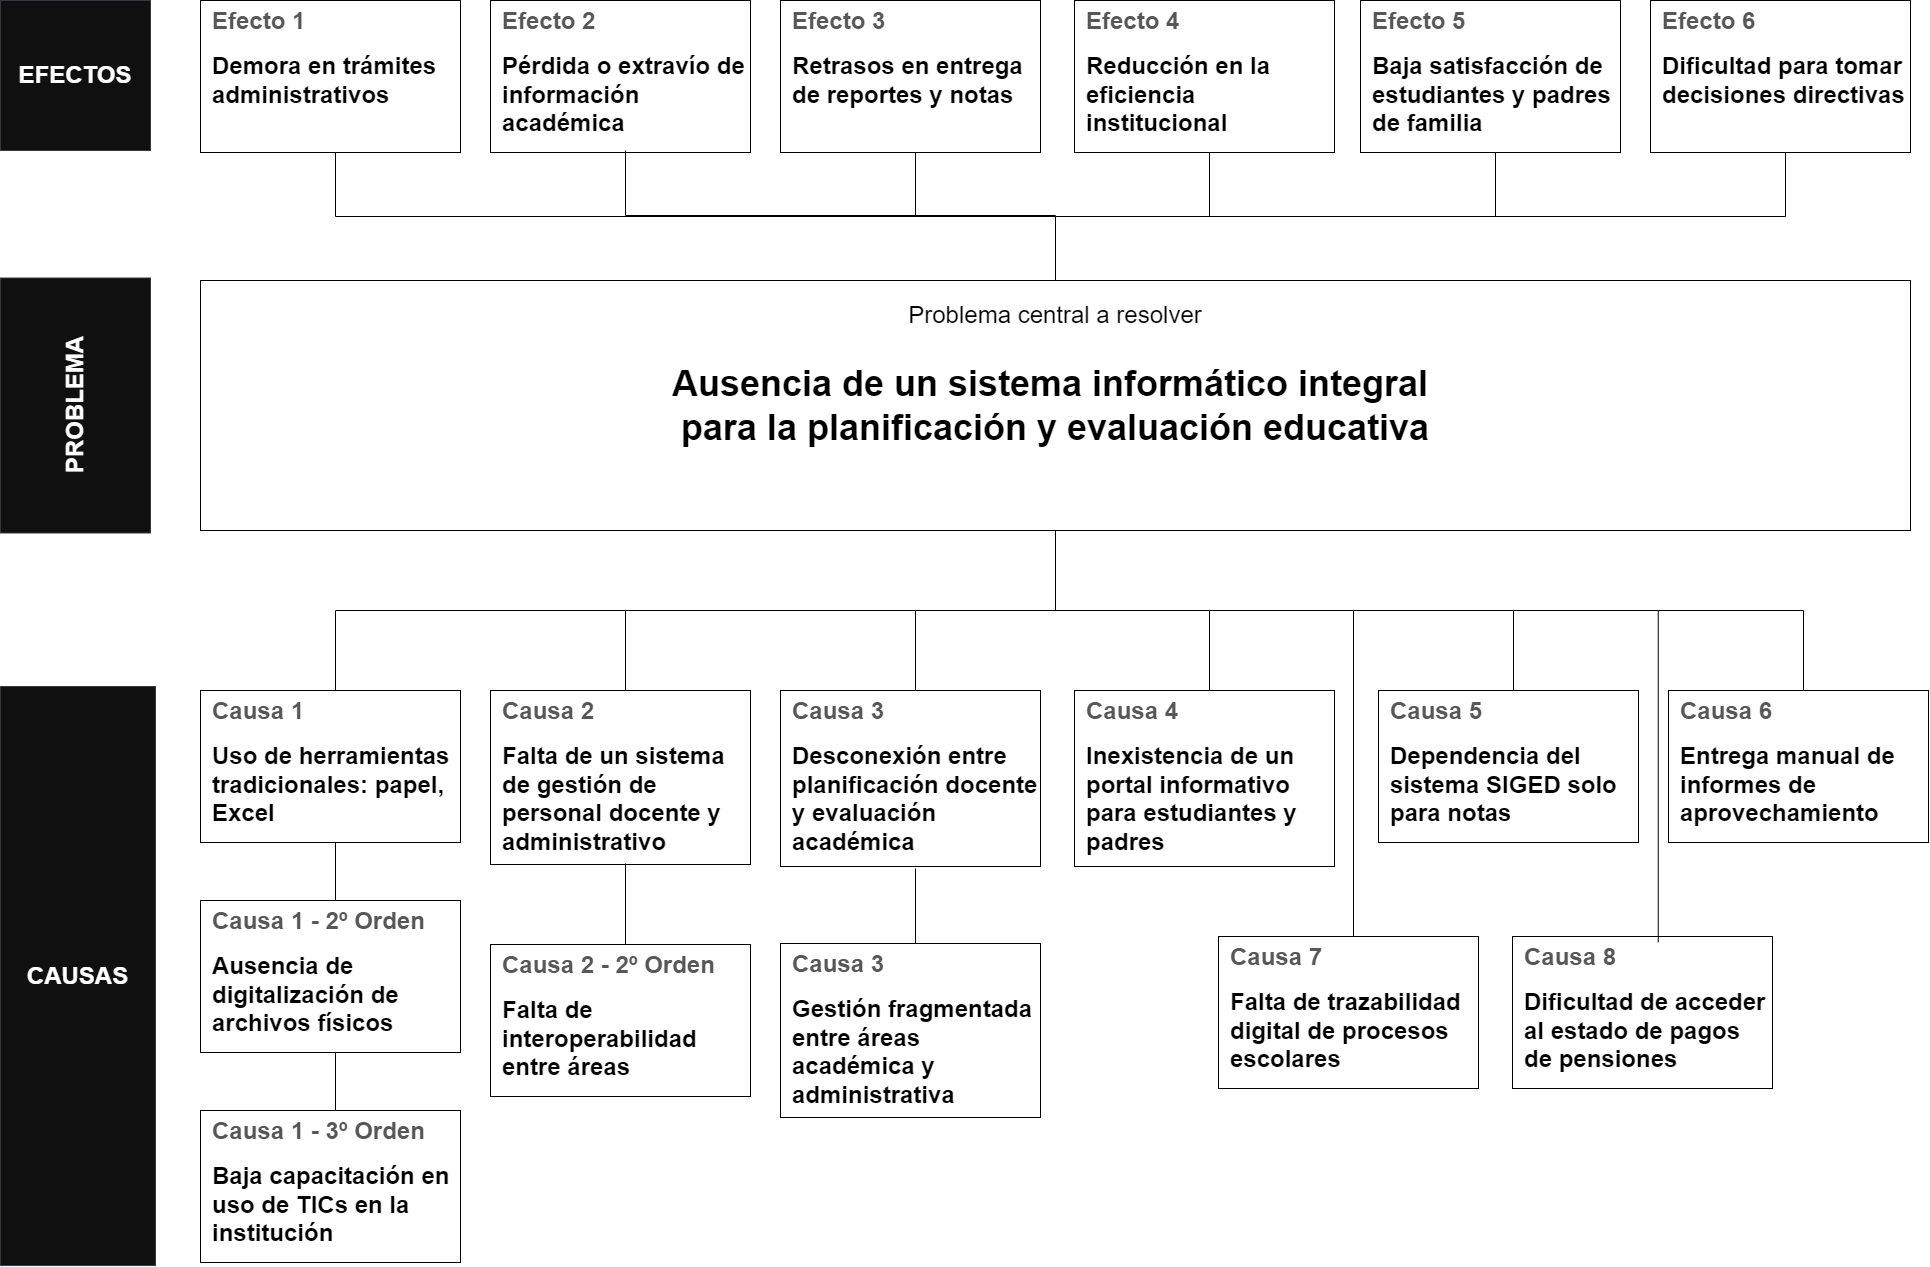 EFECTOS
Efecto 1
Demora en trámites
administrativos
Efecto 2
Pérdida o extravío de
información
académica
Efecto 3
Retrasos en entrega
de reportes y notas
Efecto 4
Reducción en la
eficiencia
institucional
Efecto 5
Baja satisfacción de
estudiantes y padres
de familia
Efecto 6
Dificultad para tomar
decisiones directivas
PROBLEMA
Problema central a resolver
Ausencia de un sistema informático integral
para la planificación y evaluación educativa
CAUSAS
Causa 1
Uso de herramientas
tradicionales: papel,
Excel
Causa 2
Falta de un sistema
de gestión de
personal docente y
administrativo
Causa 3
Desconexión entre
planificación docente
y evaluación
académica
Causa 4
Inexistencia de un
portal informativo
para estudiantes y
padres
Causa 5
Dependencia del
sistema SIGED solo
para notas
Causa 6
Entrega manual de
informes de
aprovechamiento
Causa 1 - 2º Orden
Ausencia de
digitalización de
archivos físicos
Causa 2 - 2º Orden
Falta de
interoperabilidad
entre áreas
Causa 3
Gestión fragmentada
entre áreas
académica y
administrativa
Causa 7
Falta de trazabilidad
digital de procesos
escolares
Causa 8
Dificultad de acceder
al estado de pagos
de pensiones
Causa 1 - 3º Orden
Baja capacitación en
uso de TICs en la
institución